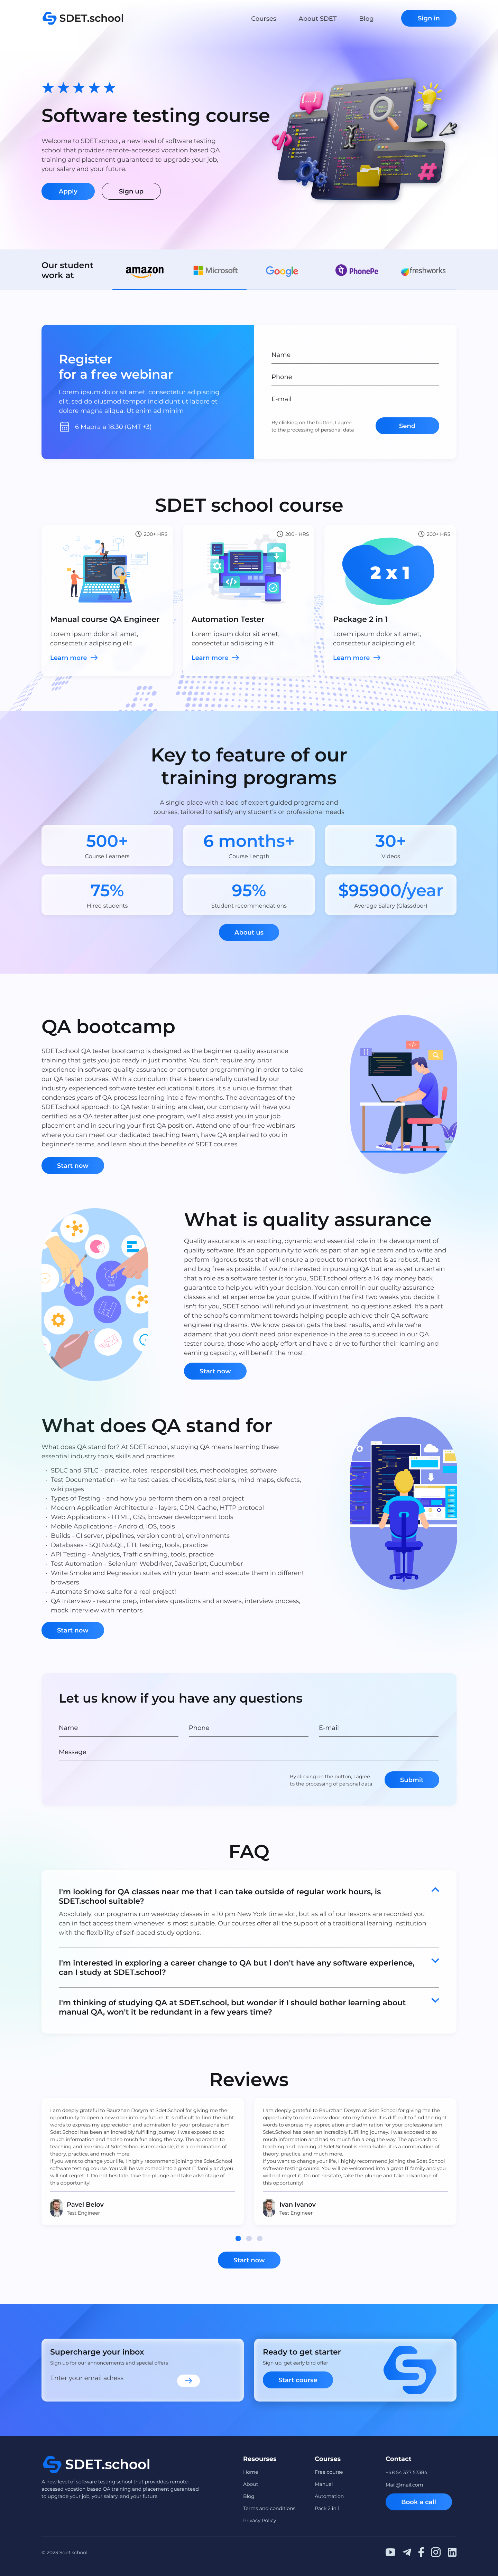 SDET.school
Courses
About SDET
Blog
Sign in
Software testing course
Welcome to SDET.school, a new level of software testing
school that provides remote-accessed vocation based QA
training and placement guaranteed to upgrade your job,
your salary and your future.
Apply
Sign up
Our student
work at
amazon
Microsoft
Google
PhonePe
freshworks
Register
for a free webinar
Lorem ipsum dolor sit amet, consectetur adipiscing
elit, sed do eiusmod tempor incididunt ut labore et
dolore magna aliqua. Ut enim ad minim
6 Марта в 18:30 (GMT +3)
Name
Phone
E-mail
By clicking on the button, I agree
to the processing of personal data
Send
SDET school course
200+ HRS
Manual course QA Engineer
Lorem ipsum dolor sit amet,
consectetur adipiscing elit
Learn more
200+ HRS
Automation Tester
Lorem ipsum dolor sit amet,
consectetur adipiscing elit
Learn more
200+ HRS
2 x 1
Package 2 in 1
Lorem ipsum dolor sit amet,
consectetur adipiscing elit
Learn more
Key to feature of our
training programs
A single place with a load of expert guided programs and
courses, tailored to satisfy any student's or professional needs
500+
Course Learners
6 months+
Course Length
30+
Videos
75%
Hired students
95%
Student recommendations
$95900/year
Average Salary (Glassdoor)
About us
QA bootcamp
SDET.school QA tester bootcamp is designed as the beginner quality assurance
training that gets you job ready in just months. You don't require any prior
experience in software quality assurance or computer programming in order to take
our QA tester courses. With a curriculum that's been carefully curated by our
industry experienced software tester educational tutors, it's a unique format that
condenses years of QA process learning into a few months. The advantages of the
SDET.school approach to QA tester training are clear, our company will have you
certified as a QA tester after just one program, we'll also assist you in your job
placement and in securing your first QA position. Attend one of our free webinars
where you can meet our dedicated teaching team, have QA explained to you in
beginner's terms, and learn about the benefits of SDET.courses.
Start now
What is quality assurance
Quality assurance is an exciting, dynamic and essential role in the development of
quality software. It's an opportunity to work as part of an agile team and to write and
perform rigorous tests that will ensure a product to market that is as robust, fluent
and bug free as possible. If you're interested in pursuing QA but are as yet uncertain
that a role as a software tester is for you, SDET.school offers a 14 day money back
guarantee to help you with your decision. You can enroll in our quality assurance
classes and let experience be your guide. If within the first two weeks you decide it
isn't for you, SDET.school will refund your investment, no questions asked. It's a part
of the school's commitment towards helping people achieve their QA software
engineering dreams. We know passion gets the best results, and while we're
adamant that you don't need prior experience in the area to succeed in our QA
tester course, those who apply effort and have a drive to further their learning and
earning capacity, will benefit the most.
Start now
What does QA stand for
What does QA stand for? At SDET.school, studying QA means learning these
essential industry tools, skills and practices:
• SDLC and STLC - practice, roles, responsibilities, methodologies, software
• Test Documentation - write test cases, checklists, test plans, mind maps, defects,
wiki pages
• Types of Testing - and how you perform them on a real project
• Modern Application Architecture - layers, CDN, Cache, HTTP protocol
• Web Applications - HTML, CSS, browser development tools
• Mobile Applications - Android, iOS, tools
• Builds - CI server, pipelines, version control, environments
• Databases - SQLNoSQL, ETL testing, tools, practice
• API Testing - Analytics, Traffic sniffing, tools, practice
• Test Automation - Selenium Webdriver, JavaScript, Cucumber
• Write Smoke and Regression suites with your team and execute them in different
browsers
• Automate Smoke suite for a real project!
• QA Interview - resume prep, interview questions and answers, interview process,
mock interview with mentors
Start now
Let us know if you have any questions
Name
Phone
E-mail
Message
By clicking on the button, I agree
to the processing of personal data
Submit
FAQ
I'm looking for QA classes near me that I can take outside of regular work hours, is
SDET.school suitable?
Absolutely, our programs run weekday classes in a 10 pm New York time slot, but as all of our lessons are recorded you
can in fact access them whenever is most suitable. Our courses offer all the support of a traditional learning institution
with the flexibility of self-paced study options.
I'm interested in exploring a career change to QA but I don't have any software experience,
can I study at SDET.school?
I'm thinking of studying QA at SDET.school, but wonder if I should bother learning about
manual QA, won't it be redundant in a few years time?
Reviews
I am deeply grateful to Baurzhan Dosym at Sdet.School for giving me the
opportunity to open a new door into my future. It is difficult to find the right
words to express my appreciation and admiration for your professionalism.
Sdet.School has been an incredibly fulfilling journey. I was exposed to so
much information and had so much fun along the way. The approach to
teaching and learning at Sdet.School is remarkable; it is a combination of
theory, practice, and much more.
If you want to change your life, I highly recommend joining the Sdet.School
software testing course. You will be welcomed into a great IT family and you
will not regret it. Do not hesitate, take the plunge and take advantage of
this opportunity!
Pavel Belov
Test Engineer
I am deeply grateful to Baurzhan Dosym at Sdet.School for giving me the
opportunity to open a new door into my future. It is difficult to find the right
words to express my appreciation and admiration for your professionalism.
Sdet.School has been an incredibly fulfilling journey. I was exposed to so
much information and had so much fun along the way. The approach to
teaching and learning at Sdet.School is remarkable; it is a combination of
theory, practice, and much more.
If you want to change your life, I highly recommend joining the Sdet.School
software testing course. You will be welcomed into a great IT family and you
will not regret it. Do not hesitate, take the plunge and take advantage of
this opportunity!
Ivan Ivanov
Test Engineer
Start now
Supercharge your inbox
Sign up for our annoncements and special offers
Enter your email adress
Ready to get starter
Sign up, get early bird offer
Start course
SDET.school
A new level of software testing school that provides remote-
accessed vocation based QA training and placement guaranteed
to upgrade your job, your salary, and your future
Resourses
Home
About
Blog
Terms and conditions
Privacy Policy
Courses
Free course
Manual
Automation
Pack 2 in 1
Contact
+48 54 377 57384
Mail@mail.com
Book a call
© 2023 Sdet school